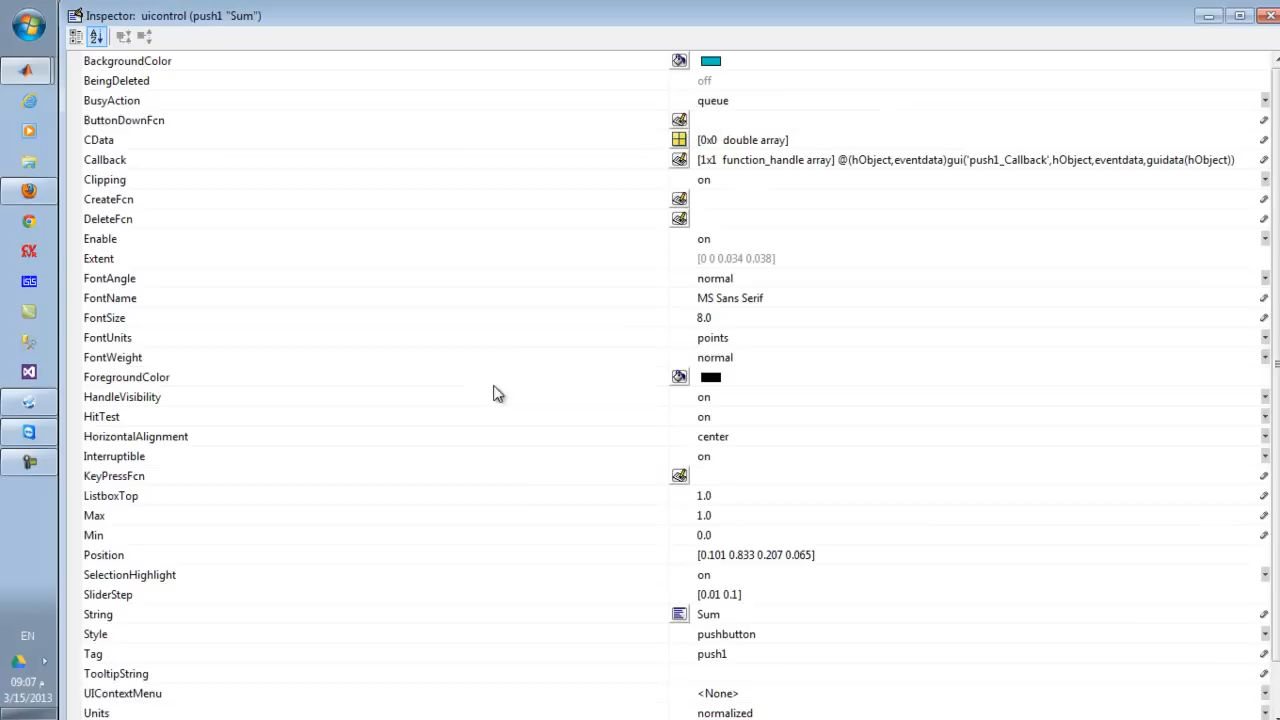 Inspector: uicontrol (push1 "Sum")
BackgroundColor
BeingDeleted off
BusyAction queue
ButtonDownFcn
CData [0x0 double array]
Callback [1x1 function_handle array] @(hObject,eventdata)gui('push1_Callback',hObject,eventdata,guidata(hObject))
Clipping on
CreateFcn
DeleteFcn
Enable on
Extent [0 0 0.034 0.038]
FontAngle normal
FontName MS Sans Serif
FontSize 8.0
FontUnits points
FontWeight normal
ForegroundColor
HandleVisibility on
HitTest on
HorizontalAlignment center
Interruptible on
KeyPressFcn
ListboxTop 1.0
Max 1.0
Min 0.0
Position [0.101 0.833 0.207 0.065]
SelectionHighlight on
SliderStep [0.01 0.1]
String Sum
Style pushbutton
Tag push1
TooltipString
UIContextMenu <None>
Units normalized
CV
AVR
ISIS
EN
09:07 م
3/15/2013